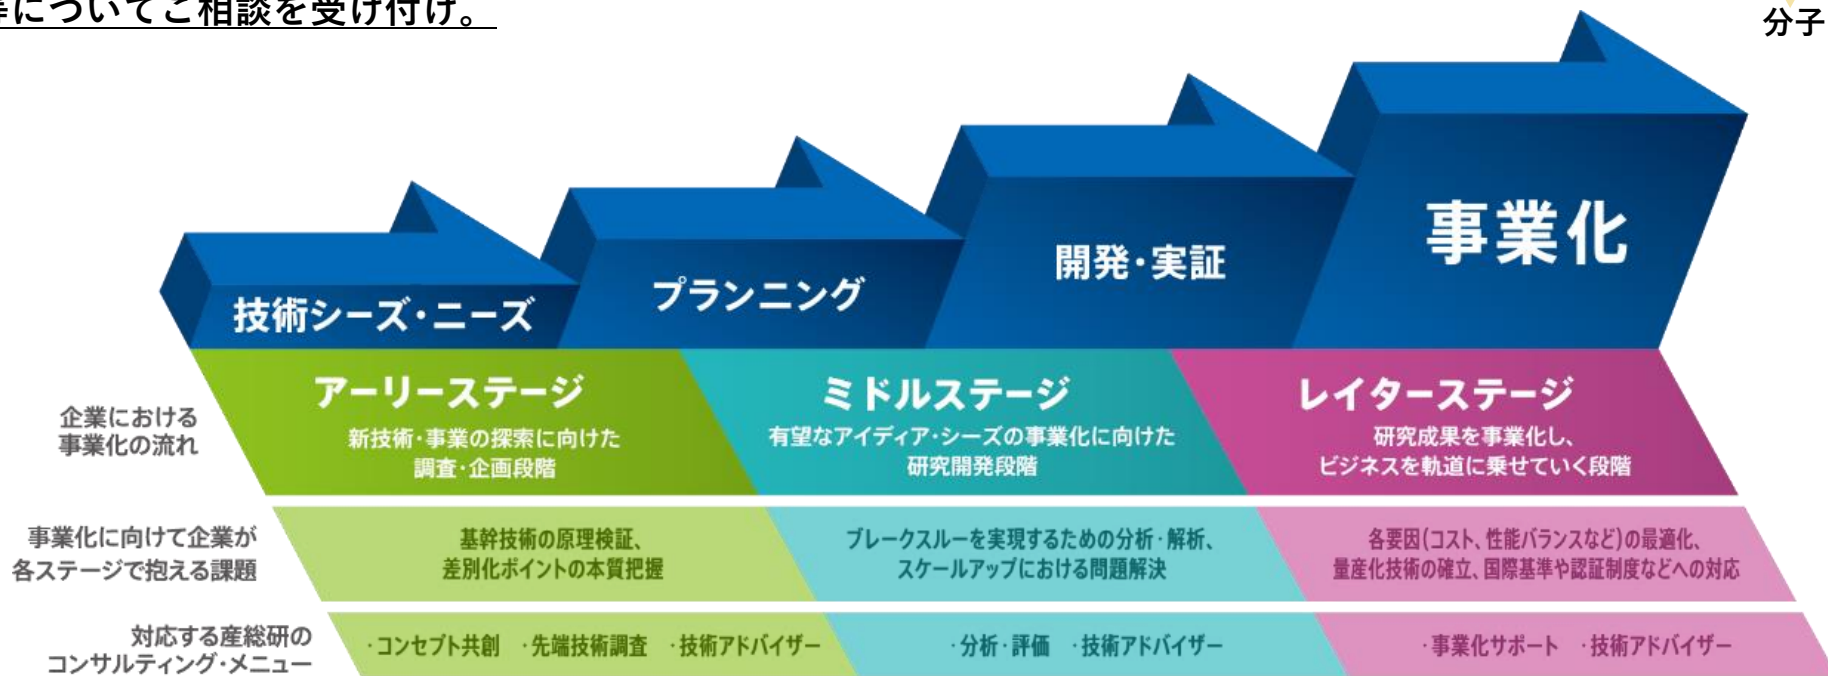 等についてご相談を受け付け。
分子
技術シーズ・ニーズ
プランニング
開発・実証
事業化
企業における
事業化の流れ
アーリーステージ
新技術・事業の探索に向けた
調査・企画段階
ミドルステージ
有望なアイディア・シーズの事業化に向けた
研究開発段階
レイターステージ
研究成果を事業化し、
ビジネスを軌道に乗せていく段階
事業化に向けて企業が
各ステージで抱える課題
基幹技術の原理検証、
差別化ポイントの本質把握
ブレークスルーを実現するための分析・解析、
スケールアップにおける問題解決
各要因(コスト、性能バランスなど)の最適化、
量産化技術の確立、国際基準や認証制度などへの対応
対応する産総研の
コンサルティング・メニュー
・コンセプト共創 ・先端技術調査 ・技術アドバイザー
・分析・評価 ・技術アドバイザー
・事業化サポート ・技術アドバイザー